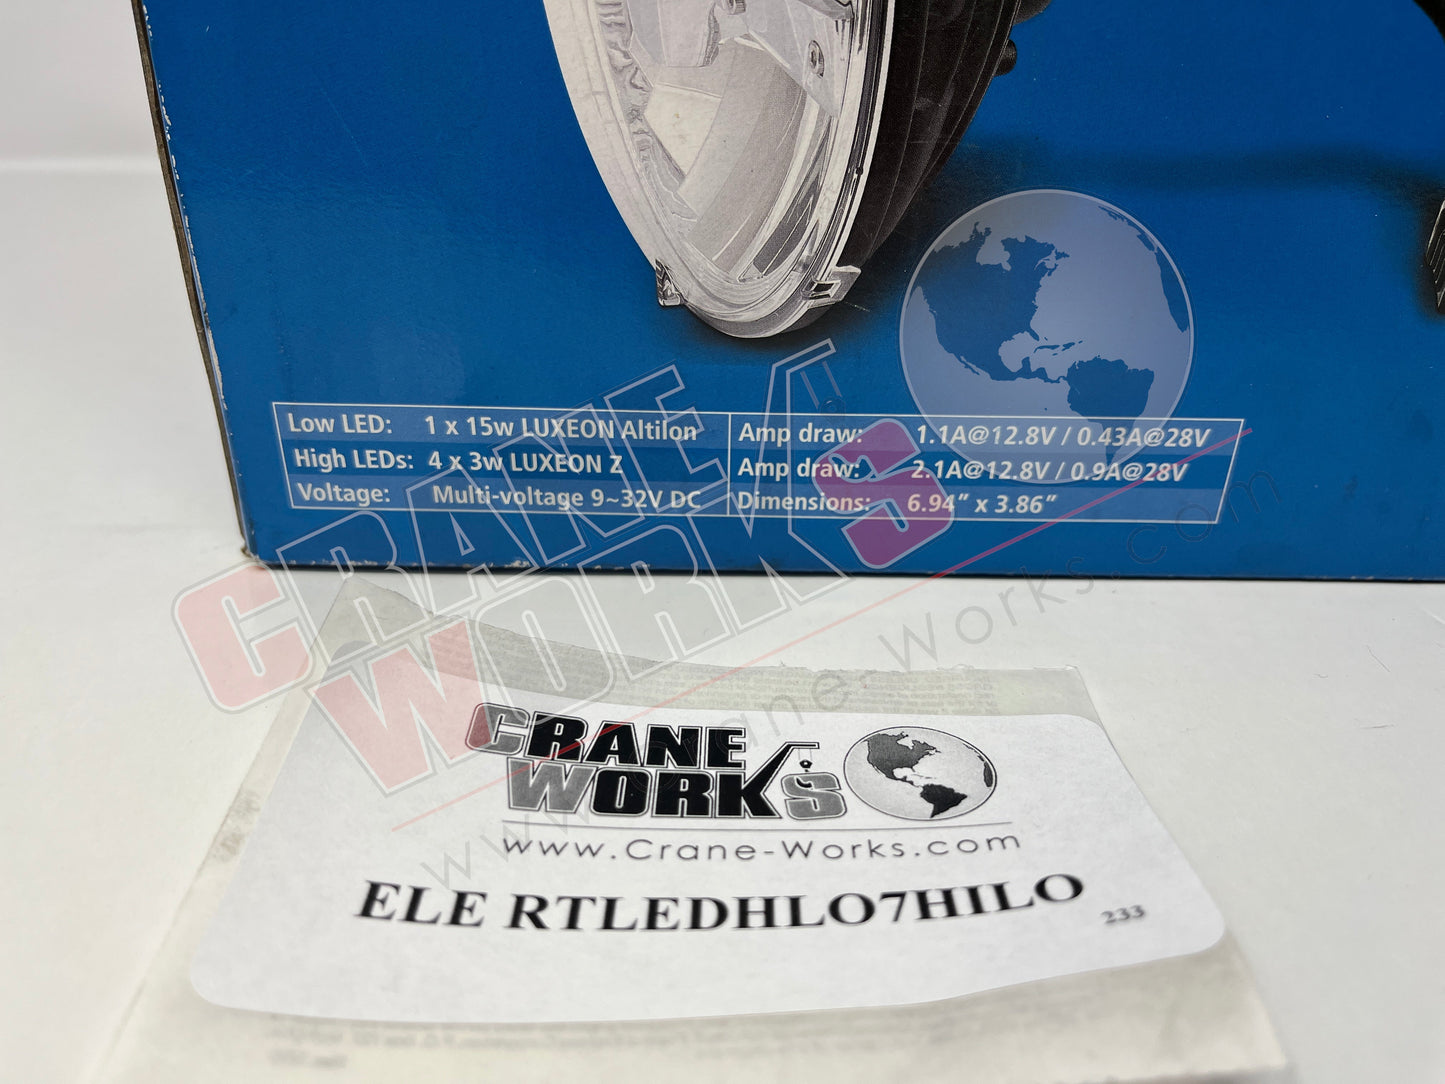 Low LED: 1 x 15w LUXEON Altilon Amp draw: 1.1A@12.8V / 0.43A@28V
High LEDs: 4 x 3w LUXEON Z Amp draw: 2.1A@12.8V / 0.9A@28V
Voltage: Multi-voltage 9~32V DC Dimensions: 6.94" x 3.86"
CRANE
WORKS
www.Crane-Works.com
CRANE
WORKS
www.Crane-Works.com
ELE RTLEDHLO7HILO 233